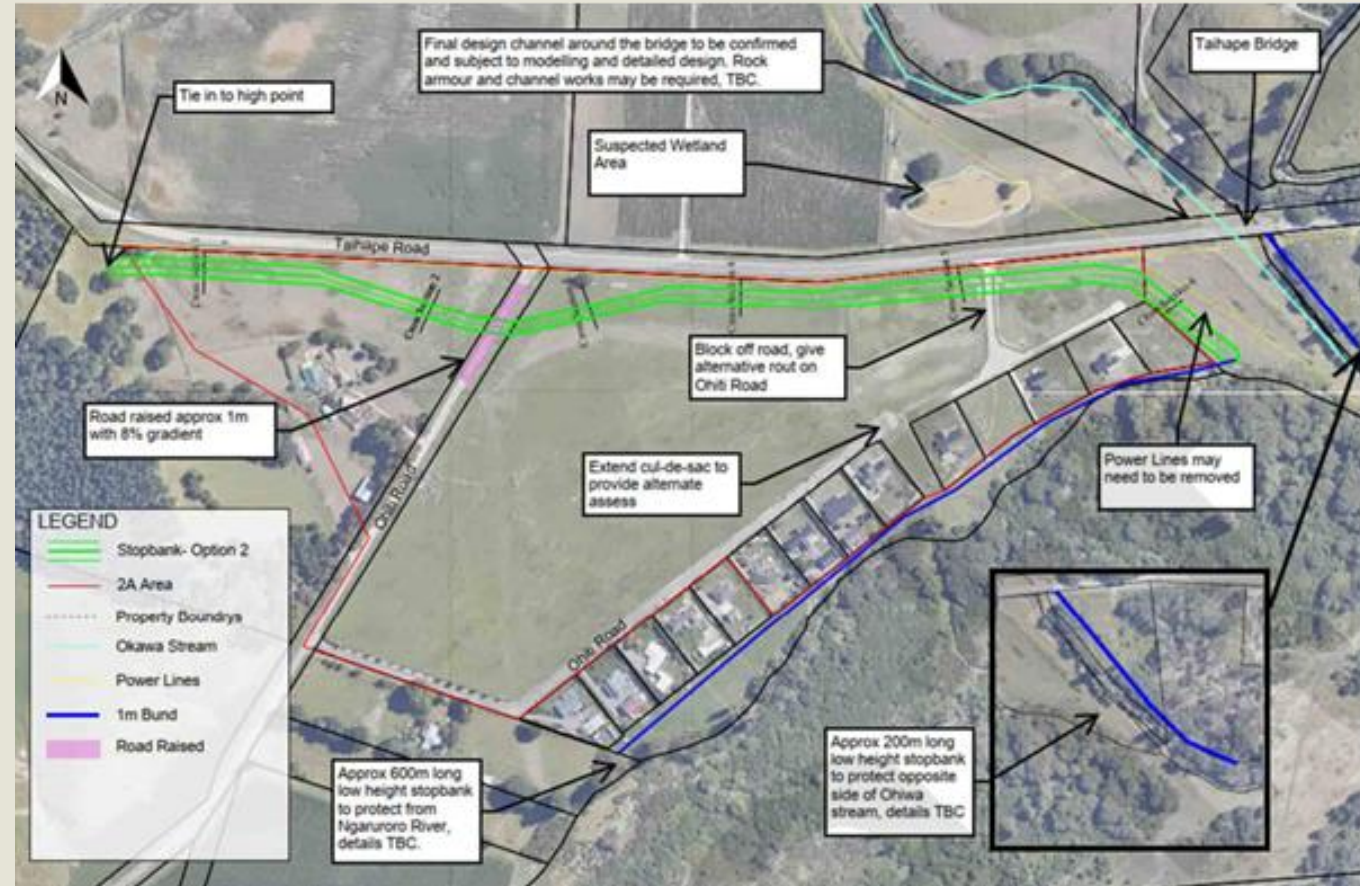 Final design channel around the bridge to be confirmed
and subject to modelling and detailed design. Rock
armour and channel works may be required, TBC.
Taihape Bridge
N
Tie in to high point
Suspected Wetland
Area
Taihape Road
Block off road, give
alternative rout on
Ohiti Road
Road raised approx 1m
with 8% gradient
Ohiti Road
Extend cul-de-sac to
provide alternate
assess
Power Lines may
need to be removed
LEGEND
Stopbank- Option 2
2A Area
Property Boundrys
Okawa Stream
Power Lines
1m Bund
Road Raised
Ohiti Road
Approx 600m long
low height stopbank
to protect from
Ngaruroro River,
details TBC.
Approx 200m long
low height stopbank
to protect opposite
side of Ohiwa
stream, details TBC